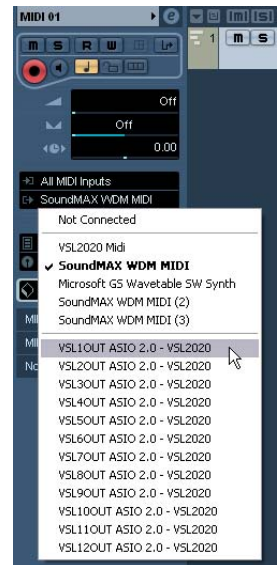 MIDI 01
e
M S R W
1 M S
Off
Off
0.00
All MIDI Inputs
SoundMAX WDM MIDI
Not Connected
VSL2020 Midi
SoundMAX WDM MIDI
Microsoft GS Wavetable SW Synth
SoundMAX WDM MIDI (2)
SoundMAX WDM MIDI (3)
VSL1OUT ASIO 2.0 - VSL2020
VSL2OUT ASIO 2.0 - VSL2020
VSL3OUT ASIO 2.0 - VSL2020
VSL4OUT ASIO 2.0 - VSL2020
VSL5OUT ASIO 2.0 - VSL2020
VSL6OUT ASIO 2.0 - VSL2020
VSL7OUT ASIO 2.0 - VSL2020
VSL8OUT ASIO 2.0 - VSL2020
VSL9OUT ASIO 2.0 - VSL2020
VSL10OUT ASIO 2.0 - VSL2020
VSL11OUT ASIO 2.0 - VSL2020
VSL12OUT ASIO 2.0 - VSL2020